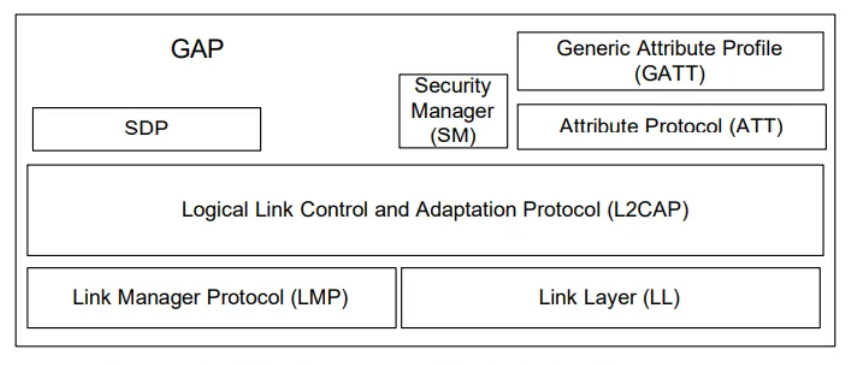 GAP
Generic Attribute Profile
(GATT)
Security
Manager
(SM)
SDP
Attribute Protocol (ATT)
Logical Link Control and Adaptation Protocol (L2CAP)
Link Manager Protocol (LMP)
Link Layer (LL)